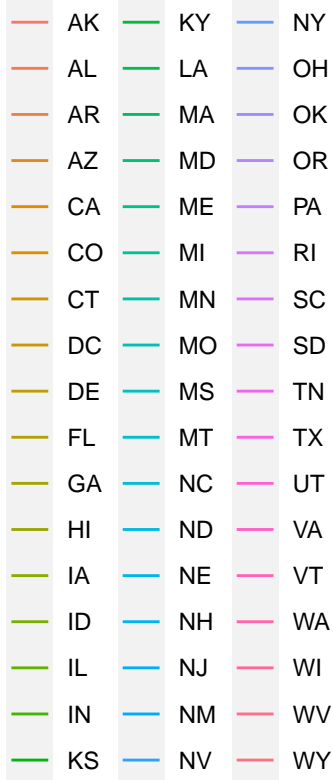 AK KY NY
AL LA OH
AR MA OK
AZ MD OR
CA ME PA
CO MI RI
CT MN SC
DC MO SD
DE MS TN
FL MT TX
GA NC UT
HI ND VA
IA NE VT
ID NH WA
IL NJ WI
IN NM WV
KS NV WY